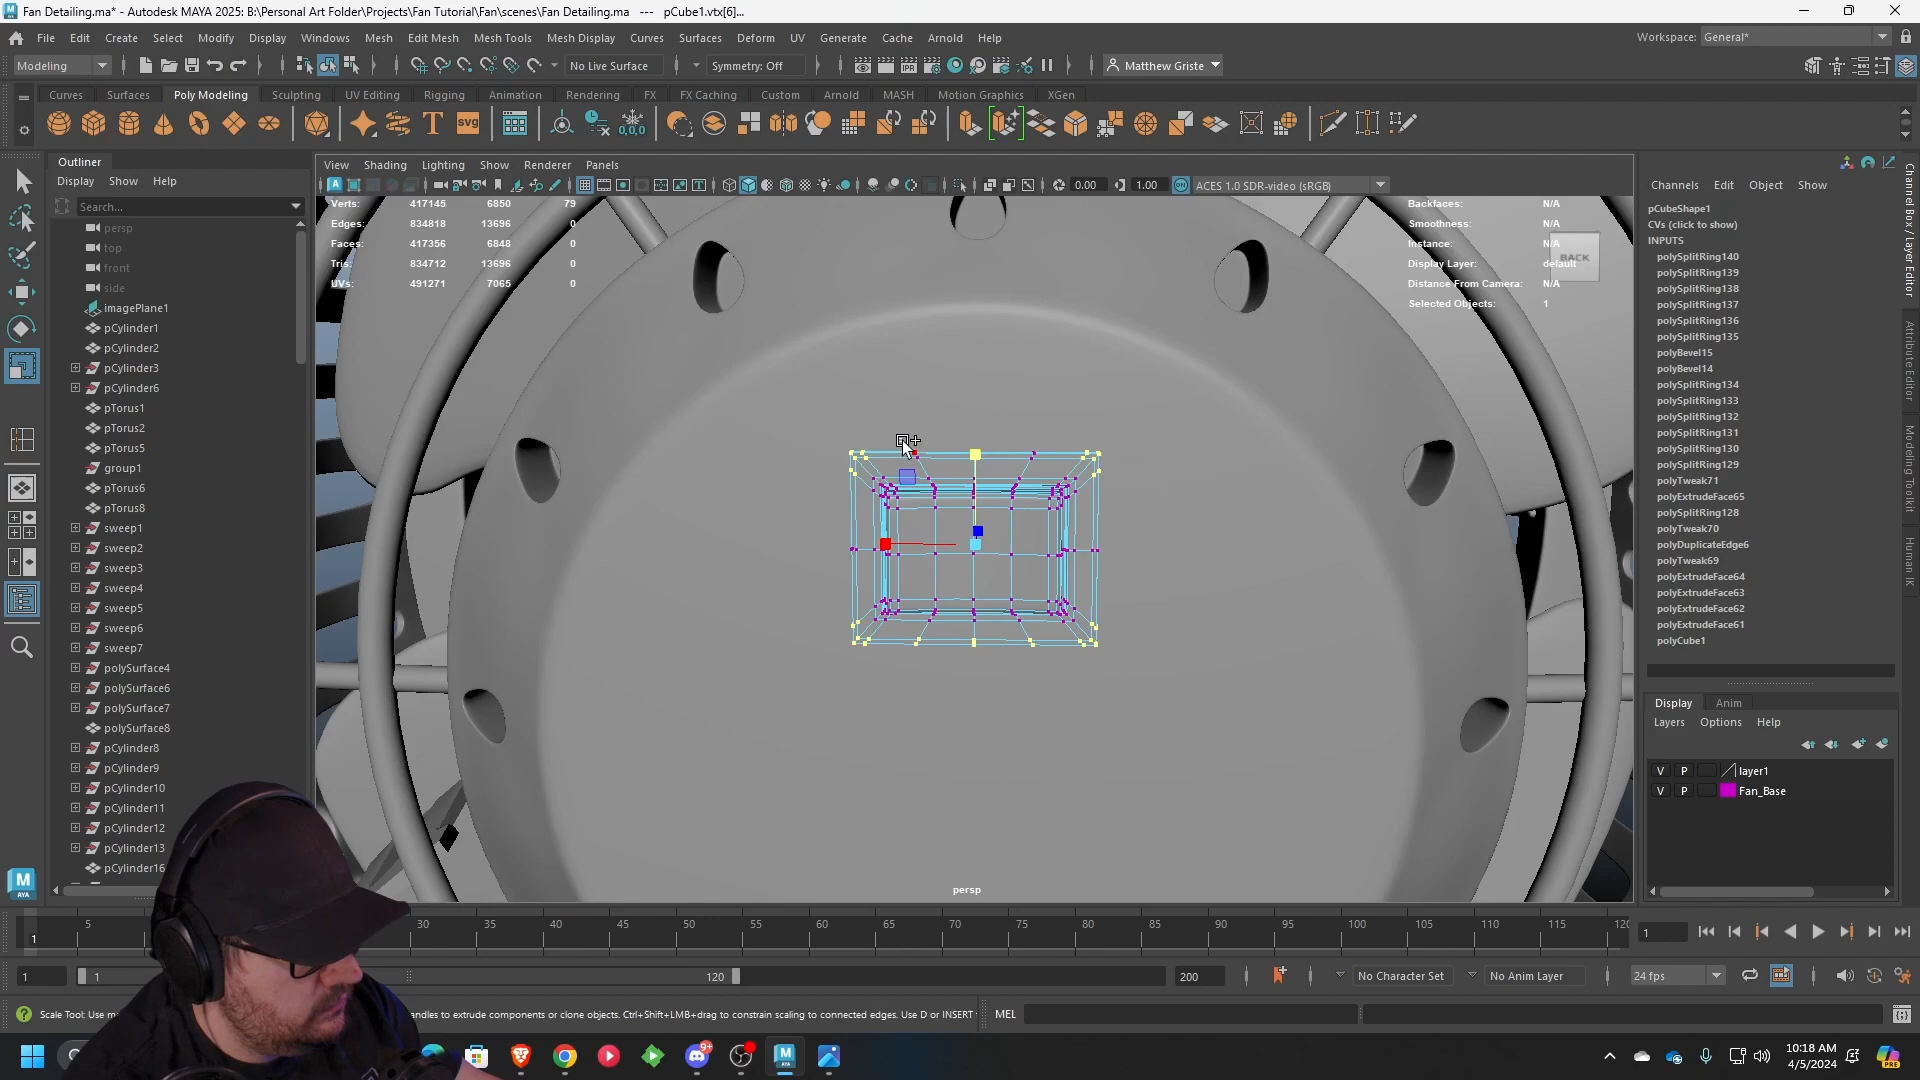 Fan Detailing.ma* - Autodesk MAYA 2025: B:\Personal Art Folder\Projects\Fan Tutorial\Fan\scenes\Fan Detailing.ma --- pCube1.vtx[6]...
File Edit Create Select Modify Display Windows Mesh Edit Mesh Mesh Tools Mesh Display Curves Surfaces Deform UV Generate Cache Arnold Help
Workspace: General*
Modeling
No Live Surface
Symmetry: Off
Matthew Griste
Curves Surfaces Poly Modeling Sculpting UV Editing Rigging Animation Rendering FX FX Caching Custom Arnold MASH Motion Graphics XGen
Outliner
Display Show Help
Search...
persp
top
front
side
imagePlane1
pCylinder1
pCylinder2
pCylinder3
pCylinder6
pTorus1
pTorus2
pTorus5
group1
pTorus6
pTorus8
sweep1
sweep2
sweep3
sweep4
sweep5
sweep6
sweep7
polySurface4
polySurface6
polySurface7
polySurface8
pCylinder8
pCylinder9
pCylinder10
pCylinder11
pCylinder12
pCylinder13
pCylinder16
View Shading Lighting Show Renderer Panels
0.00 1.00 ACES 1.0 SDR-video (sRGB)
Verts: 417145 6850 79
Edges: 834818 13696 0
Faces: 417356 6848 0
Tris: 834712 13696 0
UVs: 491271 7065 0
Backfaces: N/A
Smoothness: N/A
Instance: N/A
Display Layer: default
Distance From Camera: N/A
Selected Objects: 1
BACK
persp
Channels Edit Object Show
pCubeShape1
CVs (click to show)
INPUTS
polySplitRing140
polySplitRing139
polySplitRing138
polySplitRing137
polySplitRing136
polySplitRing135
polyBevel15
polyBevel14
polySplitRing134
polySplitRing133
polySplitRing132
polySplitRing131
polySplitRing130
polySplitRing129
polyTweak71
polyExtrudeFace65
polySplitRing128
polyTweak70
polyDuplicateEdge6
polyTweak69
polyExtrudeFace64
polyExtrudeFace63
polyExtrudeFace62
polyExtrudeFace61
polyCube1
Display Anim
Layers Options Help
V P layer1
V P Fan_Base
Channel Box / Layer Editor
Attribute Editor
Modeling Toolkit
Human IK
5 30 35 40 45 50 55 60 65 70 75 80 85 90 95 100 105 110 115 120
1
1
1 1 120 200
No Character Set
No Anim Layer
24 fps
Scale Tool: Use m
andles to extrude components or clone objects. Ctrl+Shift+LMB+drag to constrain scaling to connected edges. Use D or INSERT
MEL
10:18 AM
4/5/2024